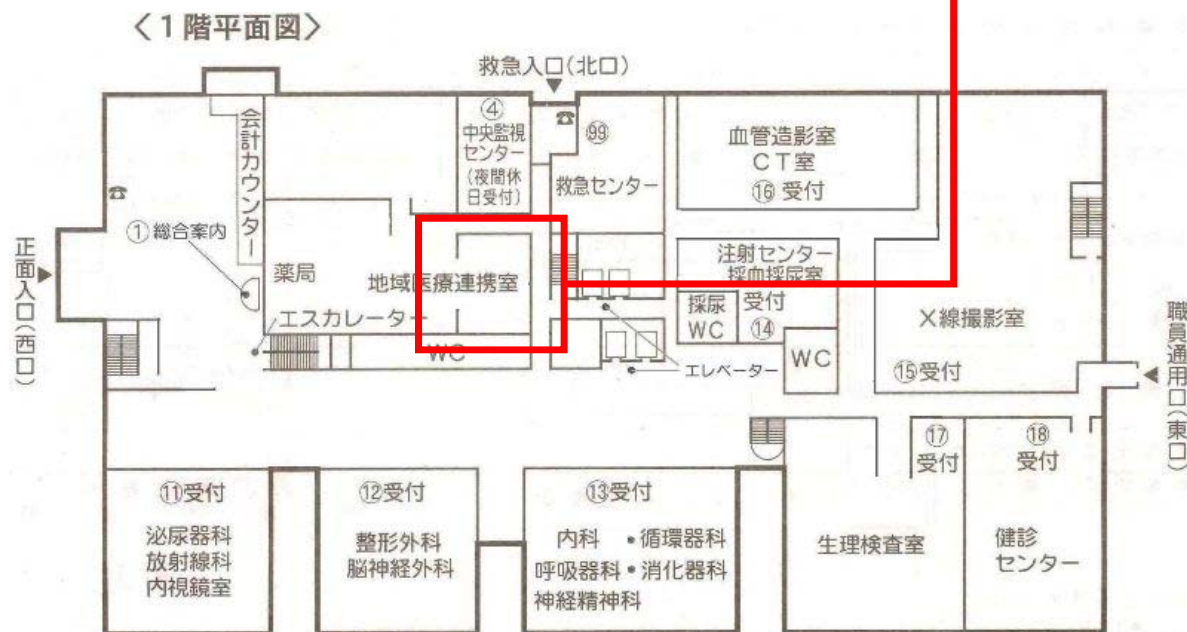 〈1階平面図〉
救急入口(北口)
会計カウンター
④
中央監視
センター
(夜間休
日受付)
99
救急センター
血管造影室
CT室
⑯受付
①総合案内
正面入口(西口)
薬局
地域医療連携室
エスカレーター
WC
注射センター
採血採尿室
採尿
WC
受付
⑭
WC
エレベーター
X線撮影室
⑮受付
職員通用口(東口)
⑪受付
泌尿器科
放射線科
内視鏡室
⑫受付
整形外科
脳神経外科
⑬受付
内科 •循環器科
呼吸器科•消化器科
神経精神科
生理検査室
⑰
受付
⑱
受付
健診
センター